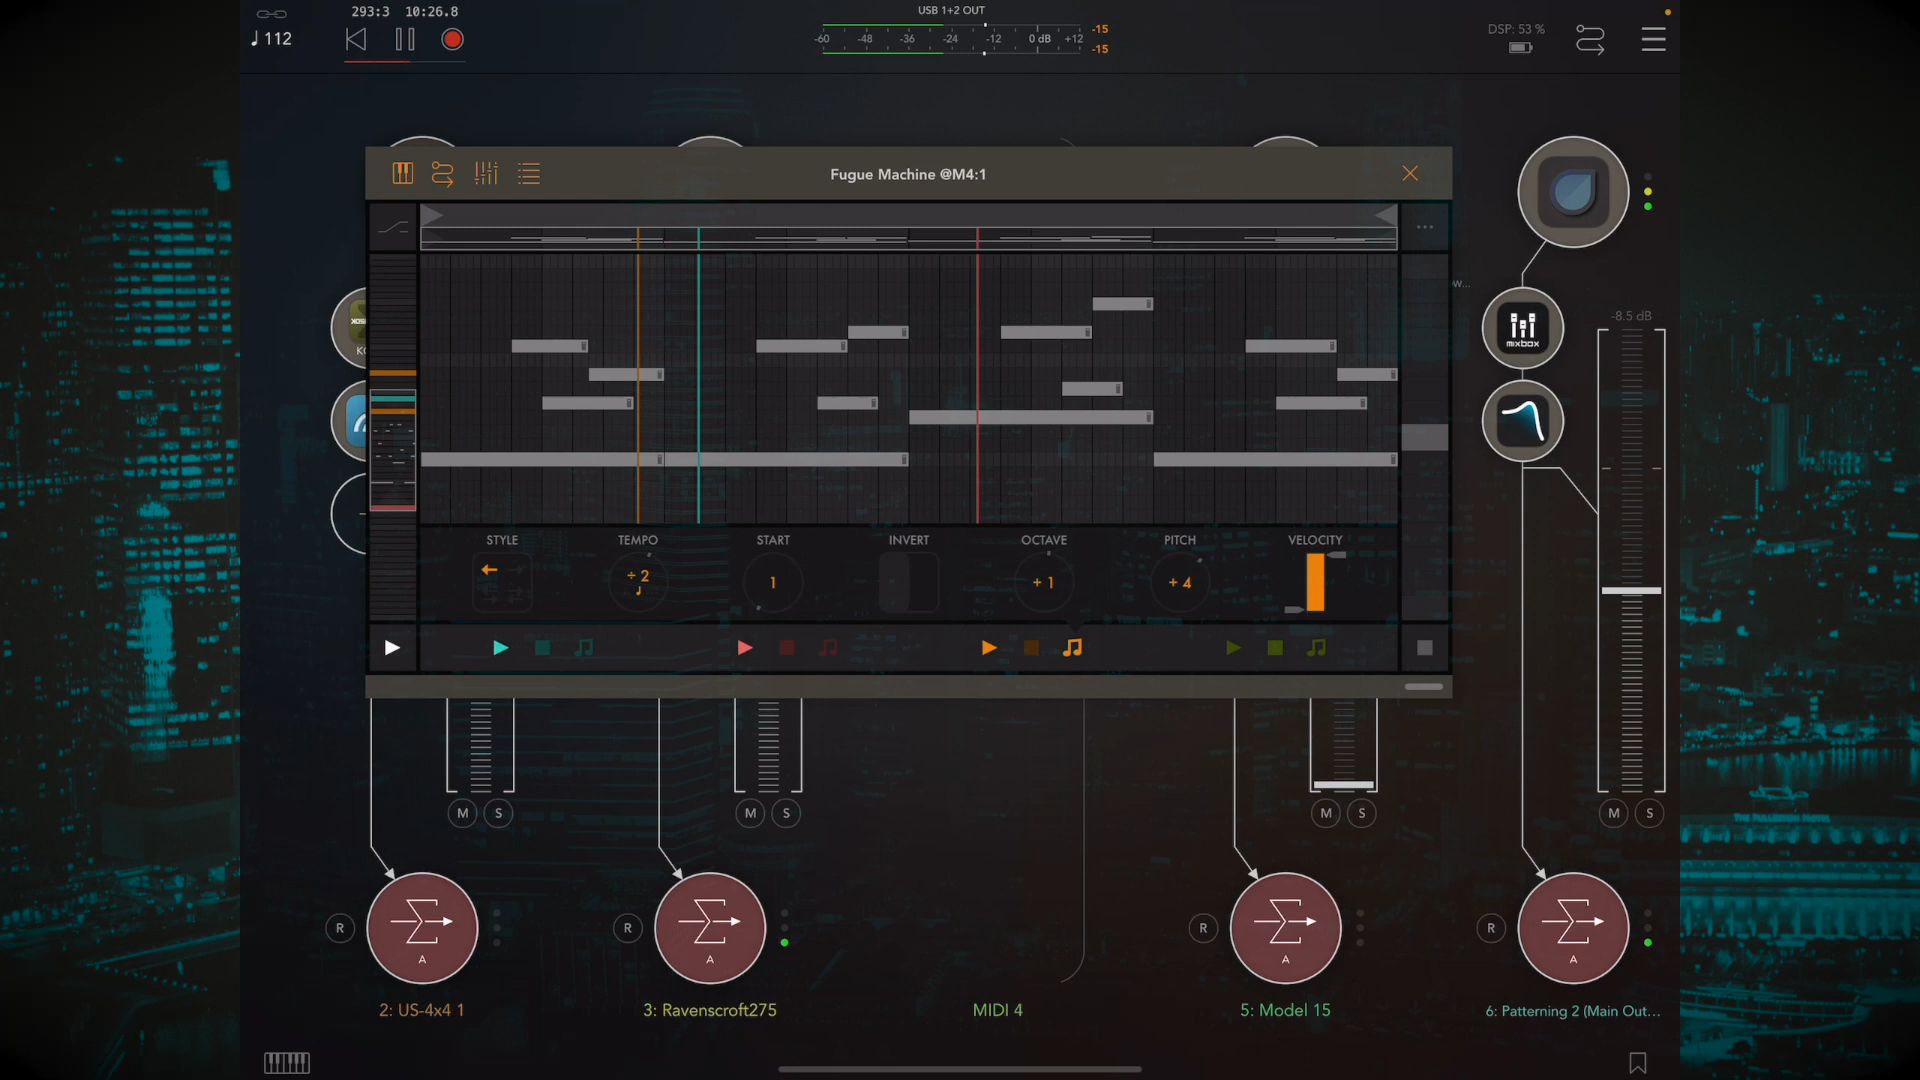 293:3 10:26.8
112
USB 1+2 OUT
-60 -48 -36 -24 -12 0 dB +12
-15
-15
DSP: 53 %
Fugue Machine @M4:1
STYLE TEMPO START INVERT OCTAVE PITCH VELOCITY
÷ 2
1
+ 1
+ 4
mixbox
-8.5 dB
M S
M S
M S
M S
R
A
R
A
R
A
R
A
2: US-4x4 1
3: Ravenscroft275
MIDI 4
5: Model 15
6: Patterning 2 (Main Out...
THE FULLERTON HOTEL